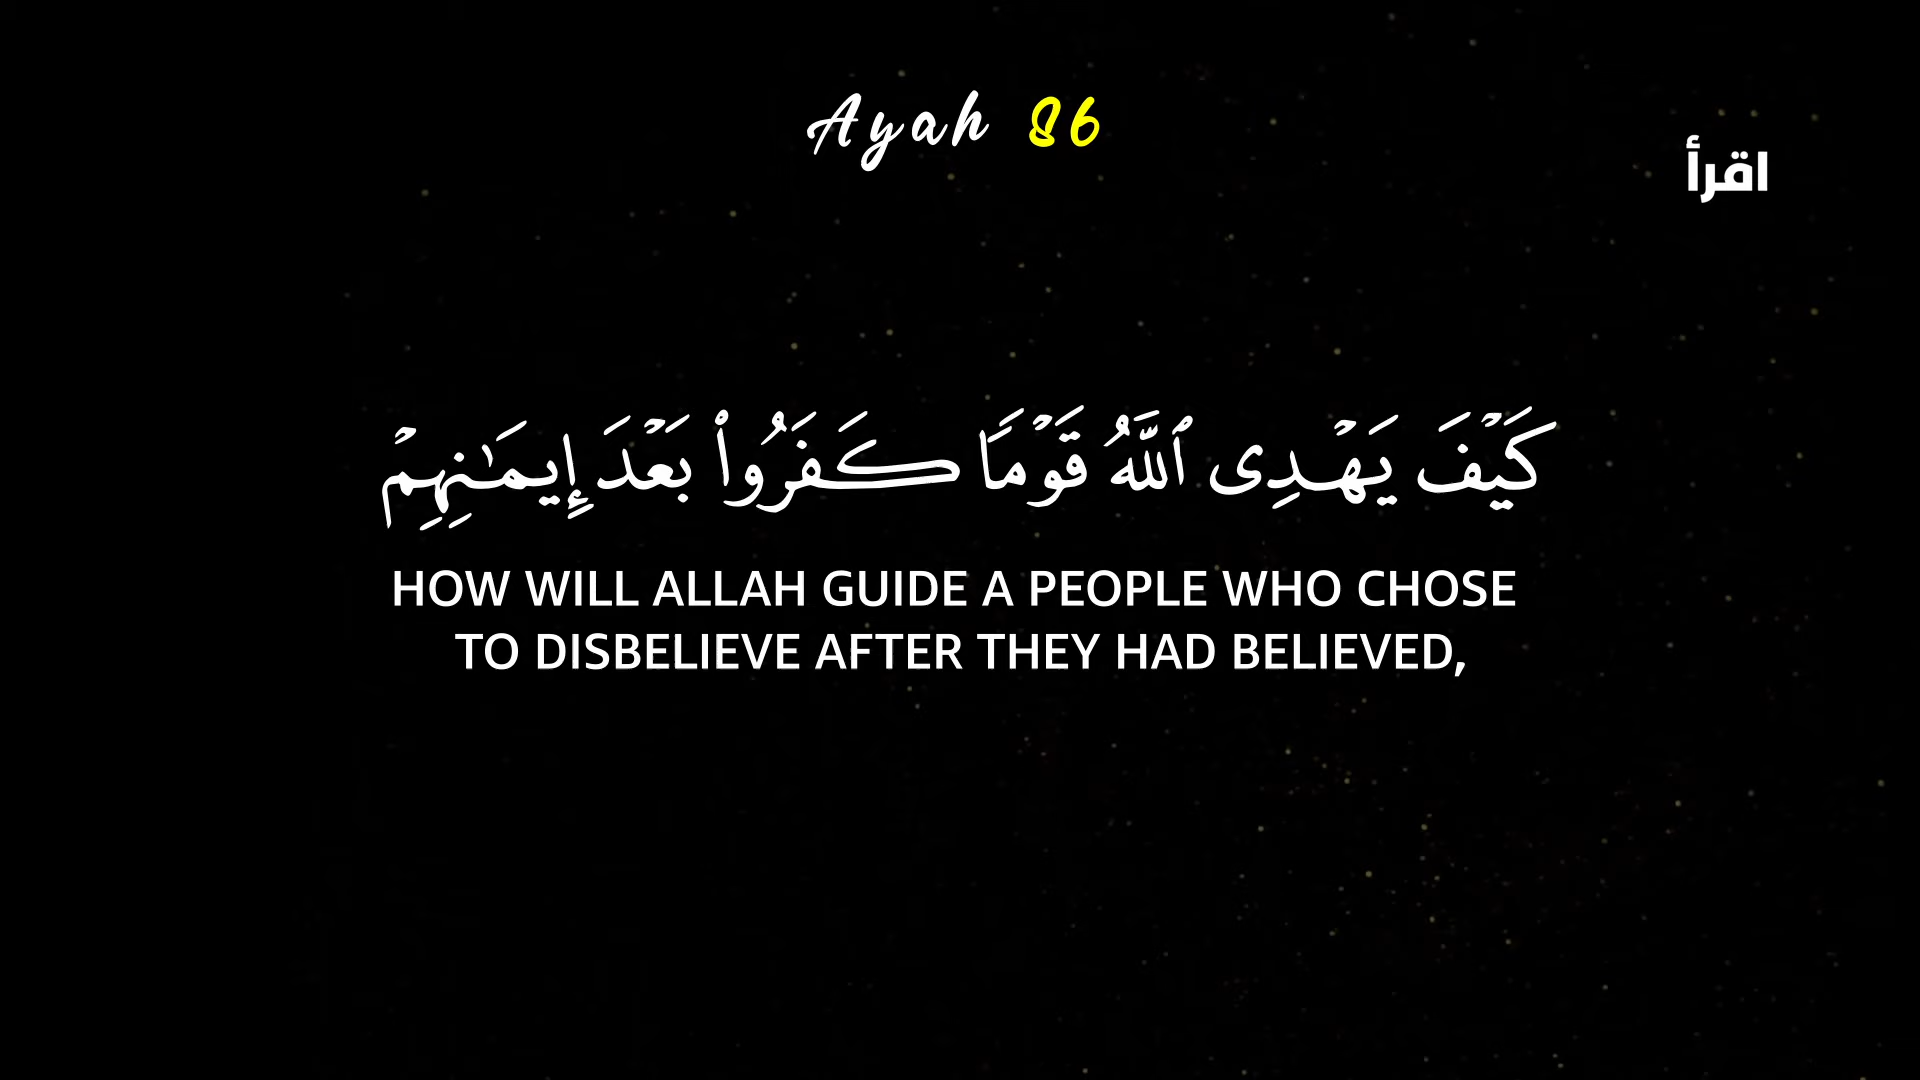 Ayah 86
اقرأ
كَيْفَ يَهْدِى ٱللَّهُ قَوْمًا كَفَرُوا۟ بَعْدَ إِيمَـٰنِهِمْ
HOW WILL ALLAH GUIDE A PEOPLE WHO CHOSE
TO DISBELIEVE AFTER THEY HAD BELIEVED,